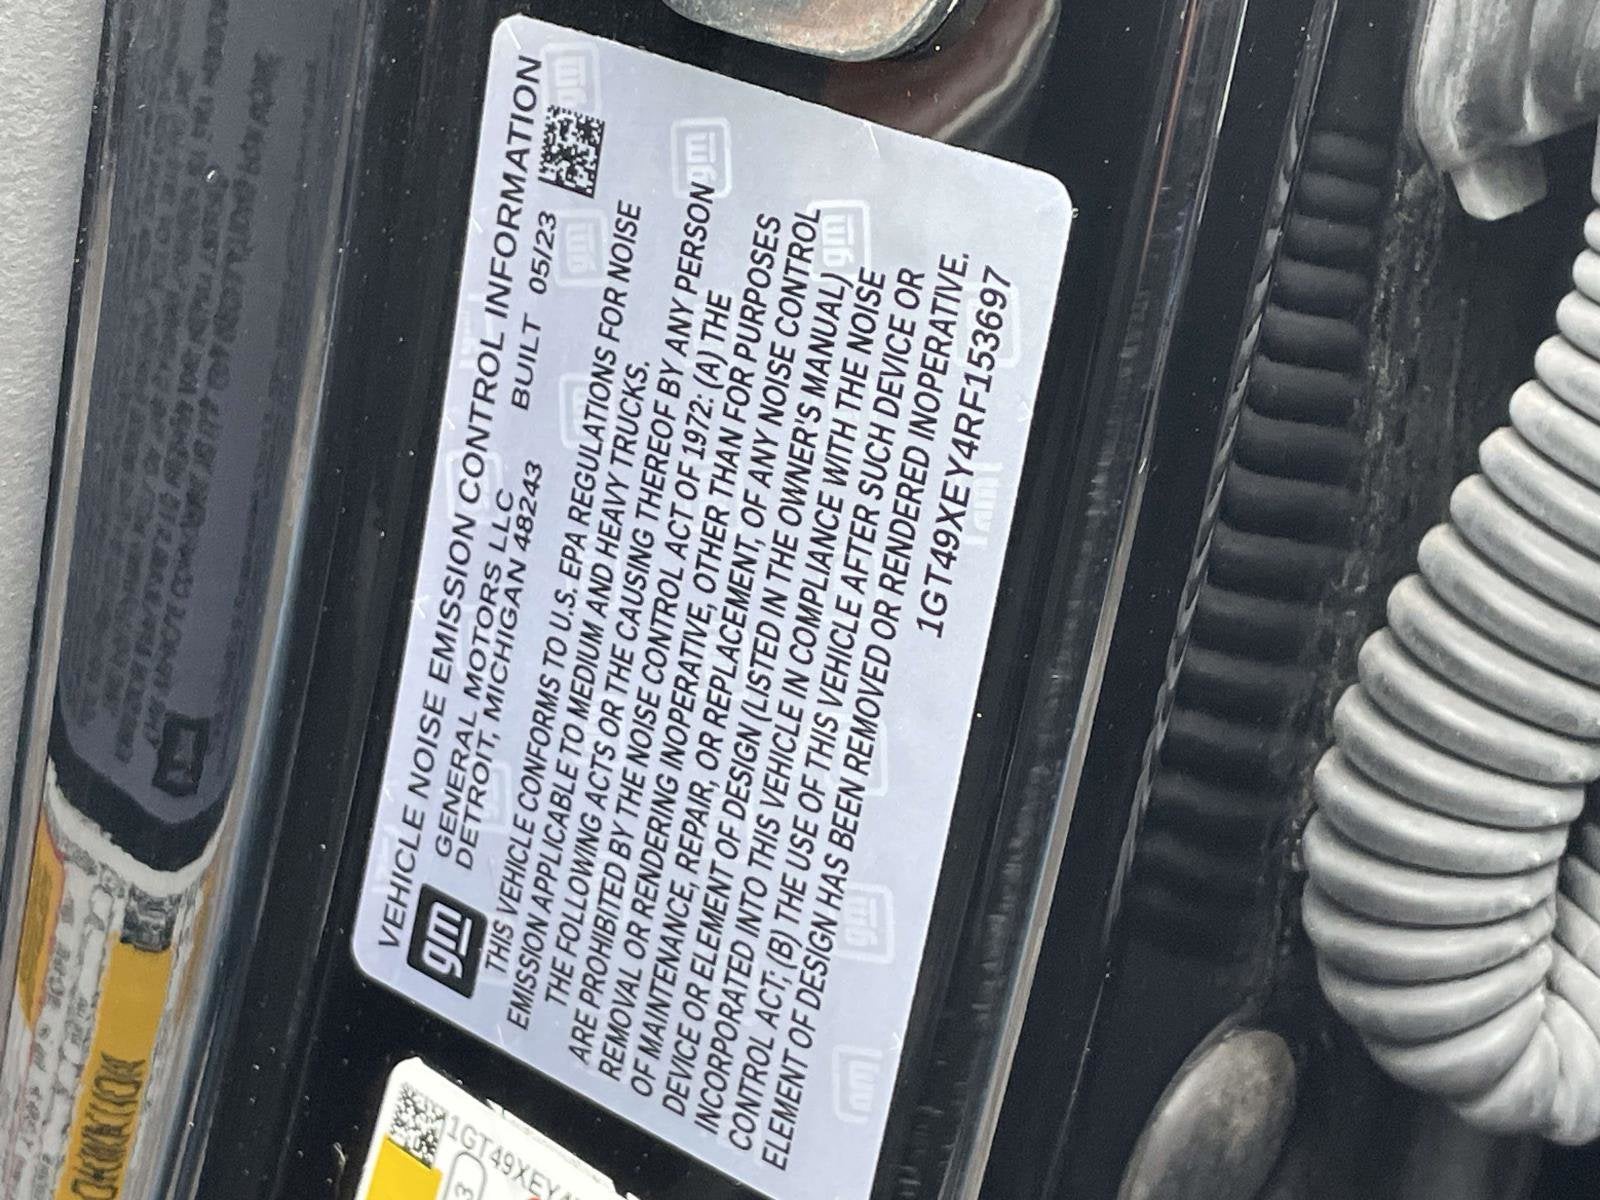 VEHICLE NOISE EMISSION CONTROL INFORMATION
gm
GENERAL MOTORS LLC BUILT 05/23
DETROIT, MICHIGAN 48243
THIS VEHICLE CONFORMS TO U.S. EPA REGULATIONS FOR NOISE
EMISSION APPLICABLE TO MEDIUM AND HEAVY TRUCKS.
THE FOLLOWING ACTS OR THE CAUSING THEREOF BY ANY PERSON
ARE PROHIBITED BY THE NOISE CONTROL ACT OF 1972: (A) THE
REMOVAL OR RENDERING INOPERATIVE, OTHER THAN FOR PURPOSES
OF MAINTENANCE, REPAIR, OR REPLACEMENT, OF ANY NOISE CONTROL
DEVICE OR ELEMENT OF DESIGN (LISTED IN THE OWNER'S MANUAL)
INCORPORATED INTO THIS VEHICLE IN COMPLIANCE WITH THE NOISE
CONTROL ACT; (B) THE USE OF THIS VEHICLE AFTER SUCH DEVICE OR
ELEMENT OF DESIGN HAS BEEN REMOVED OR RENDERED INOPERATIVE.
1GT49XEY4RF153697
1GT49XEY4
3